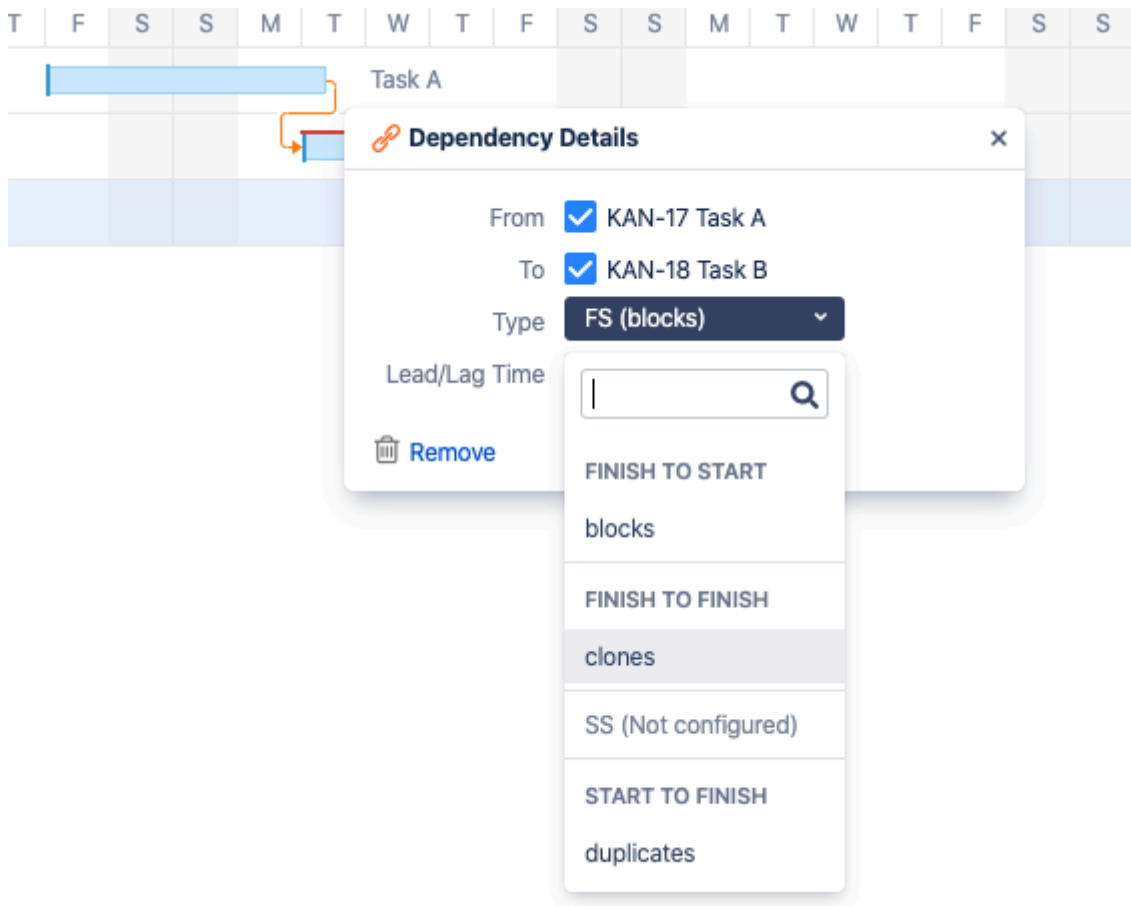 T F S S M T W T F S S M T W T F S S
Task A
Dependency Details
From KAN-17 Task A
To KAN-18 Task B
Type FS (blocks)
Lead/Lag Time
Remove
FINISH TO START
blocks
FINISH TO FINISH
clones
SS (Not configured)
START TO FINISH
duplicates